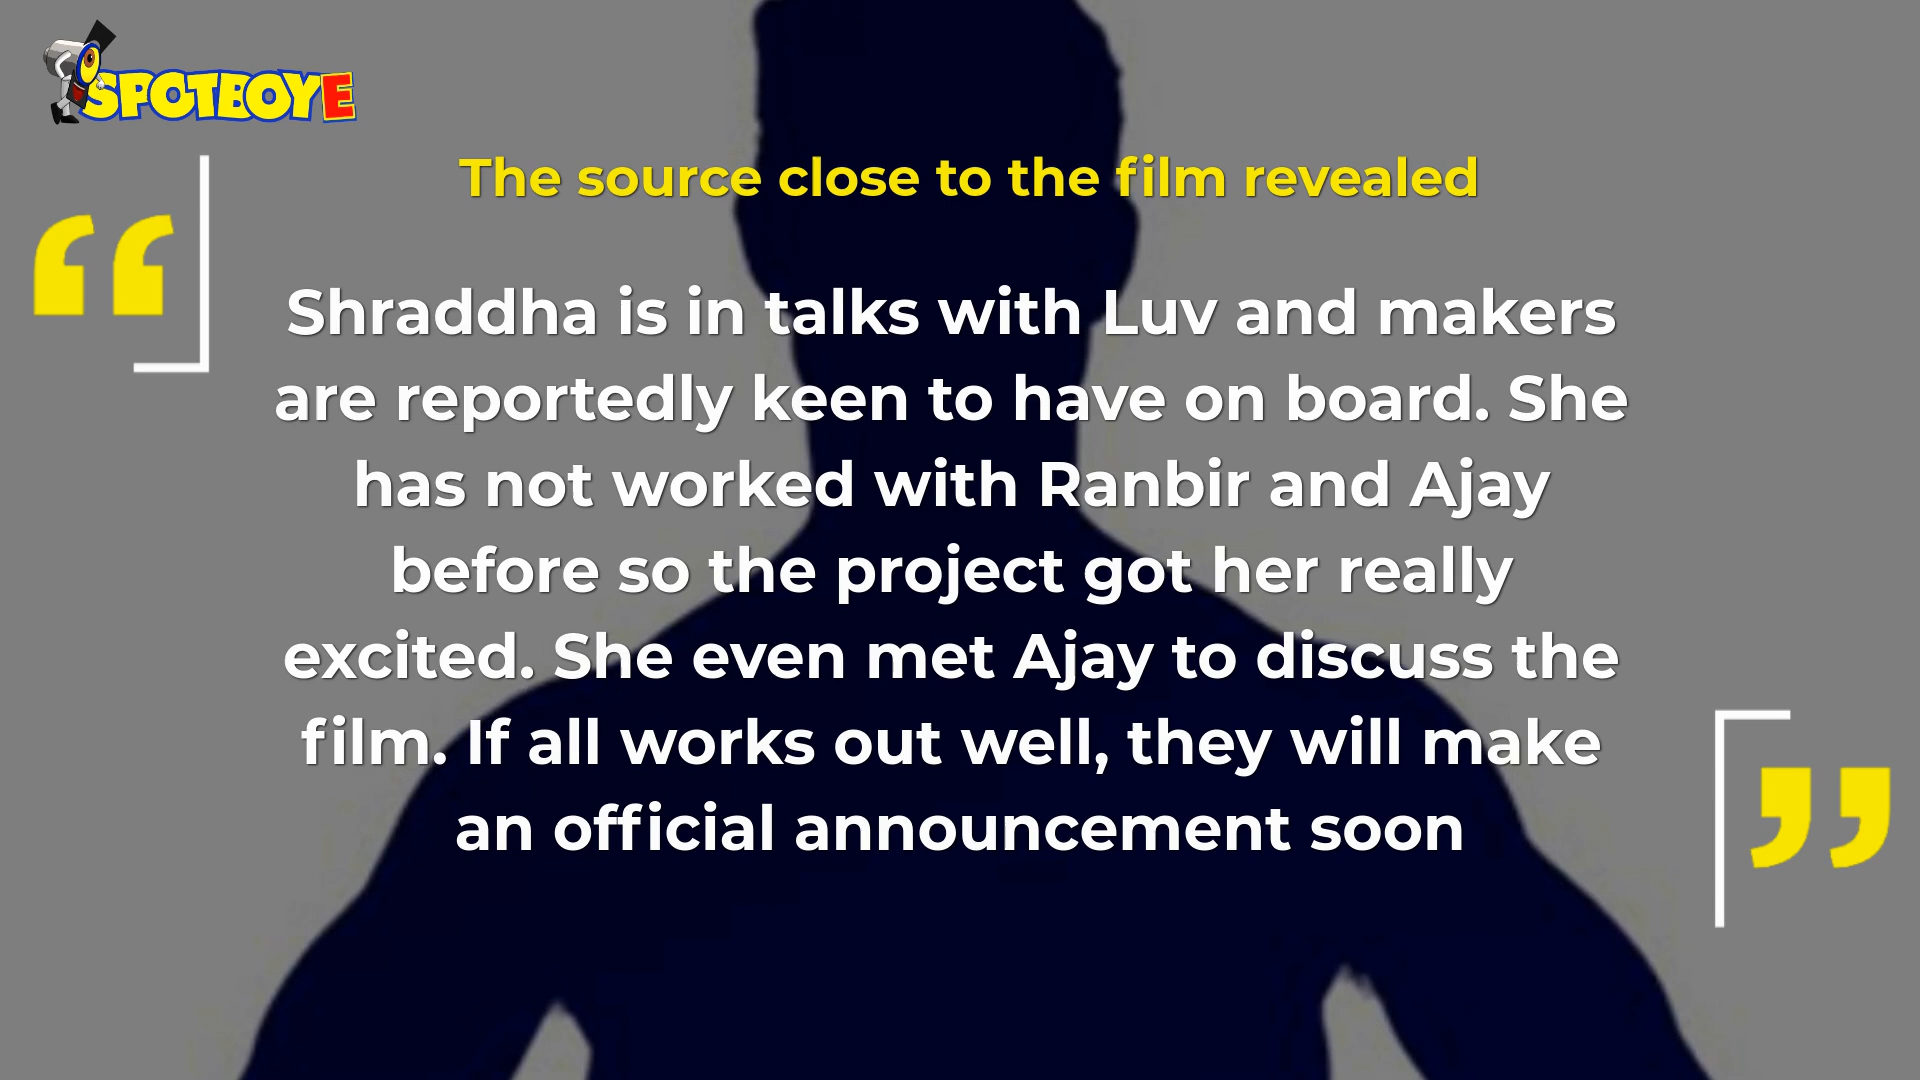 SPOTBOYE
The source close to the film revealed
“
Shraddha is in talks with Luv and makers
are reportedly keen to have on board. She
has not worked with Ranbir and Ajay
before so the project got her really
excited. She even met Ajay to discuss the
film. If all works out well, they will make
an official announcement soon
”